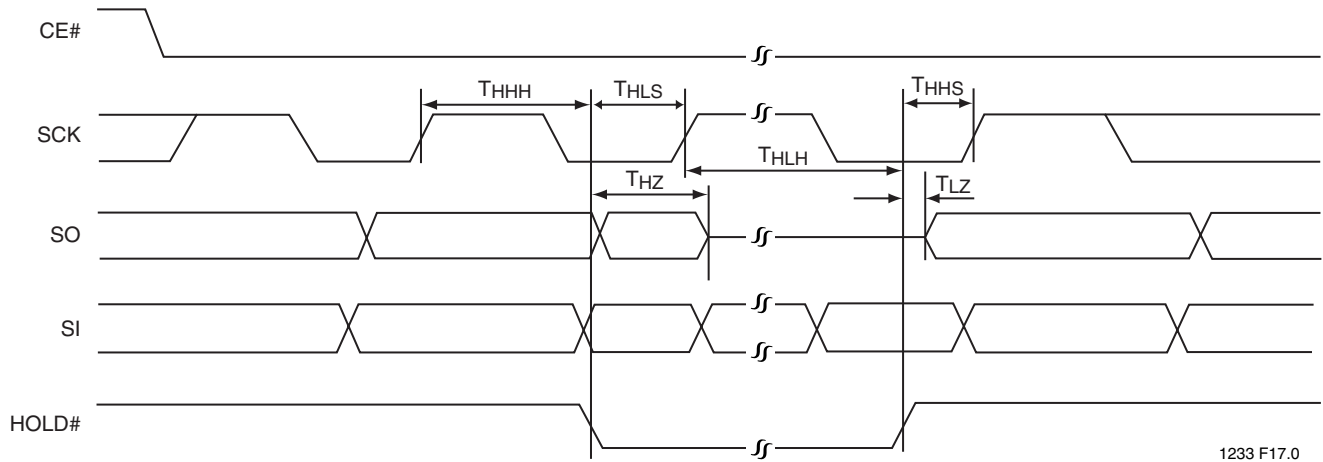 CE#
THHH
THLS
THHS
SCK
THLH
THZ
TLZ
SO
SI
HOLD#
1233 F17.0